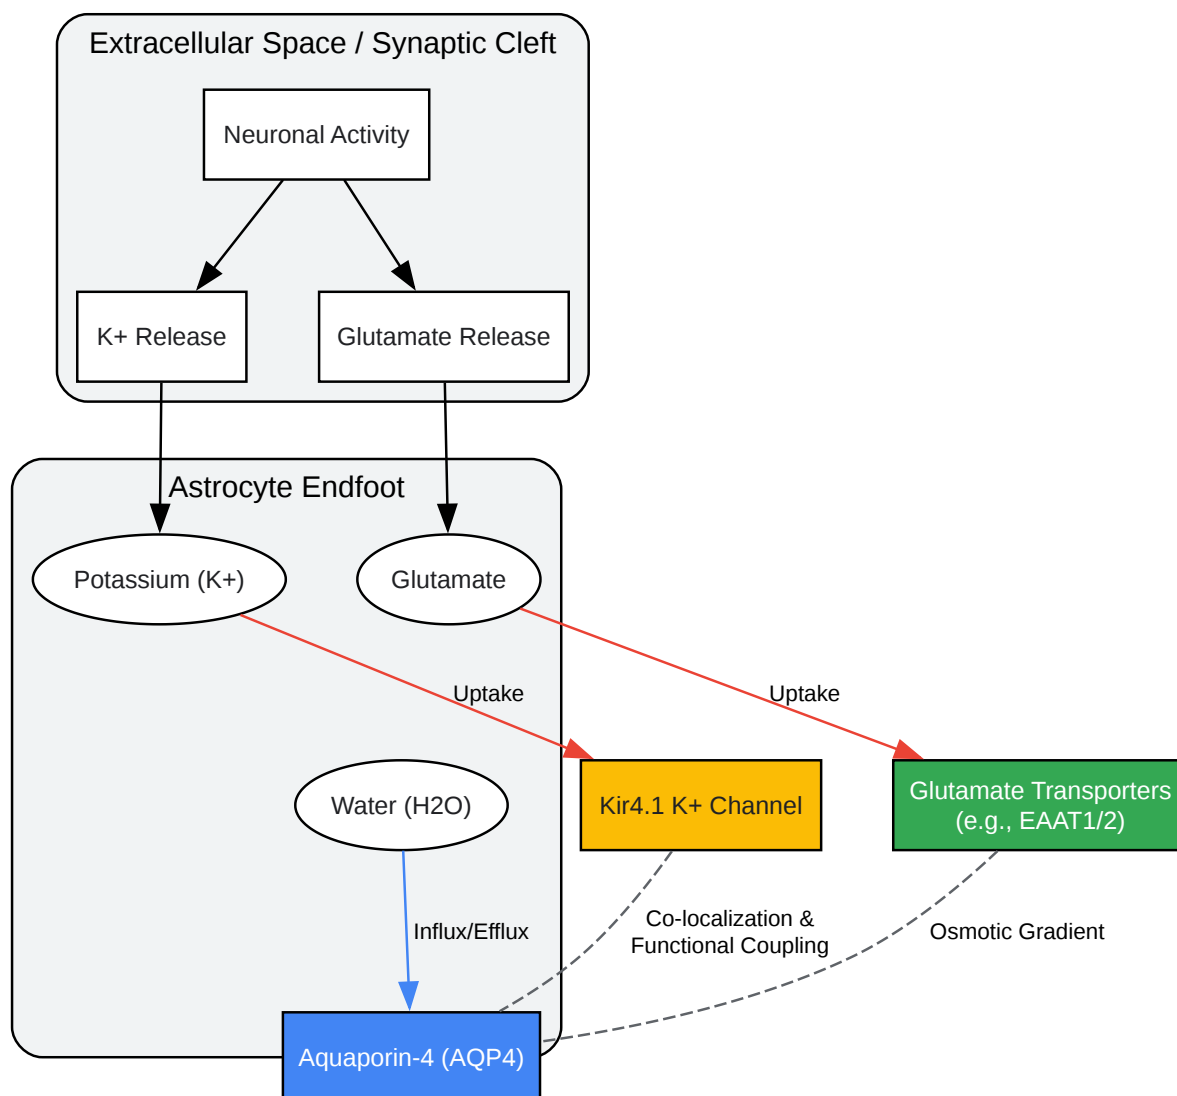 Extracellular Space / Synaptic Cleft
Neuronal Activity
K+ Release
Glutamate Release
Astrocyte Endfoot
Potassium (K+)
Glutamate
Uptake
Uptake
Water (H2O)
Kir4.1 K+ Channel
Glutamate Transporters
(e.g., EAAT1/2)
Influx/Efflux
Co-localization &
Functional Coupling
Osmotic Gradient
Aquaporin-4 (AQP4)